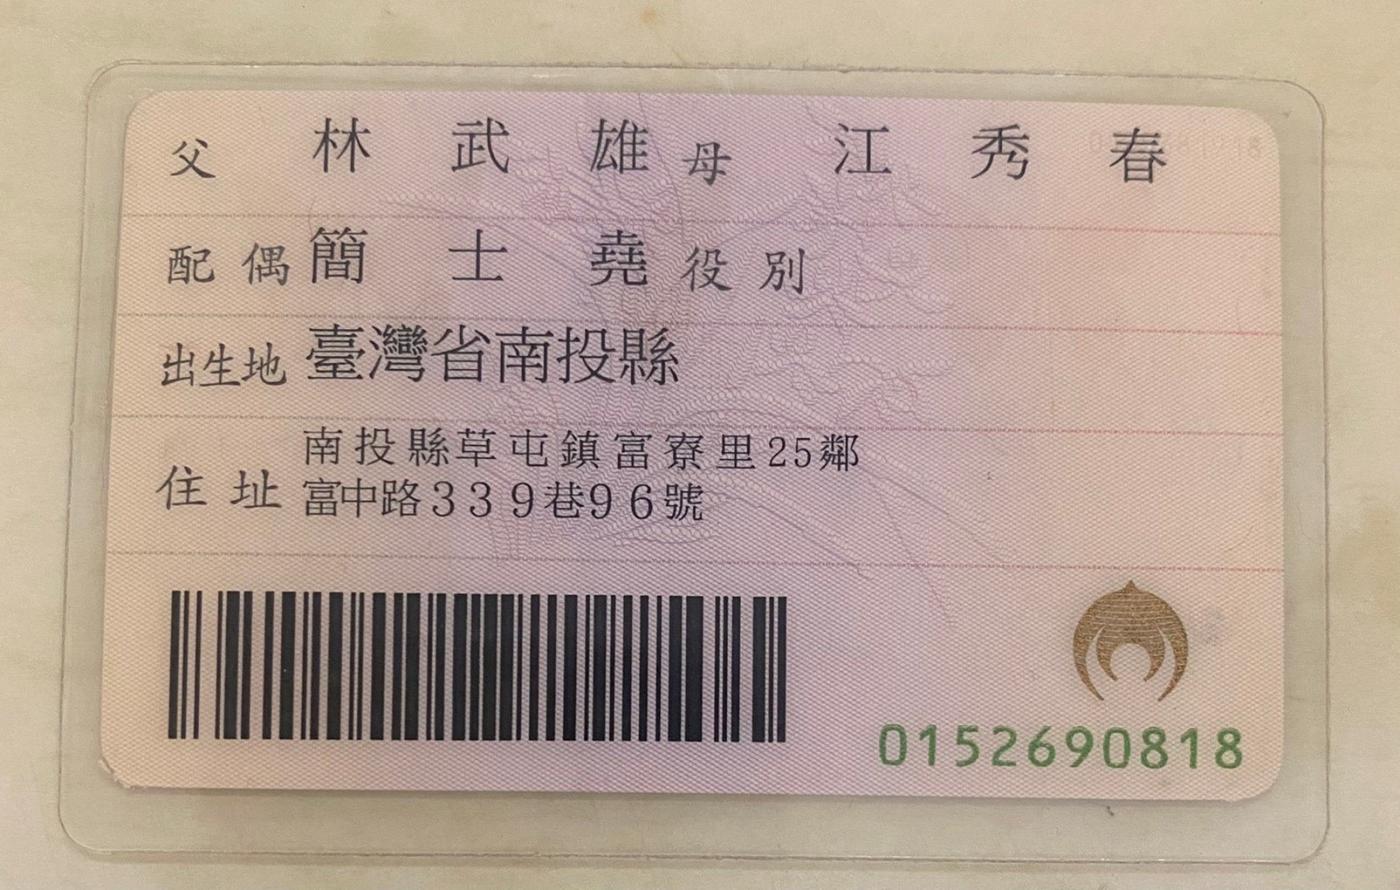 父 林武雄 母 江秀春
配偶 簡士堯 役別
出生地 臺灣省南投縣
住址 南投縣草屯鎮富寮里25鄰
富中路339巷96號
0152690818